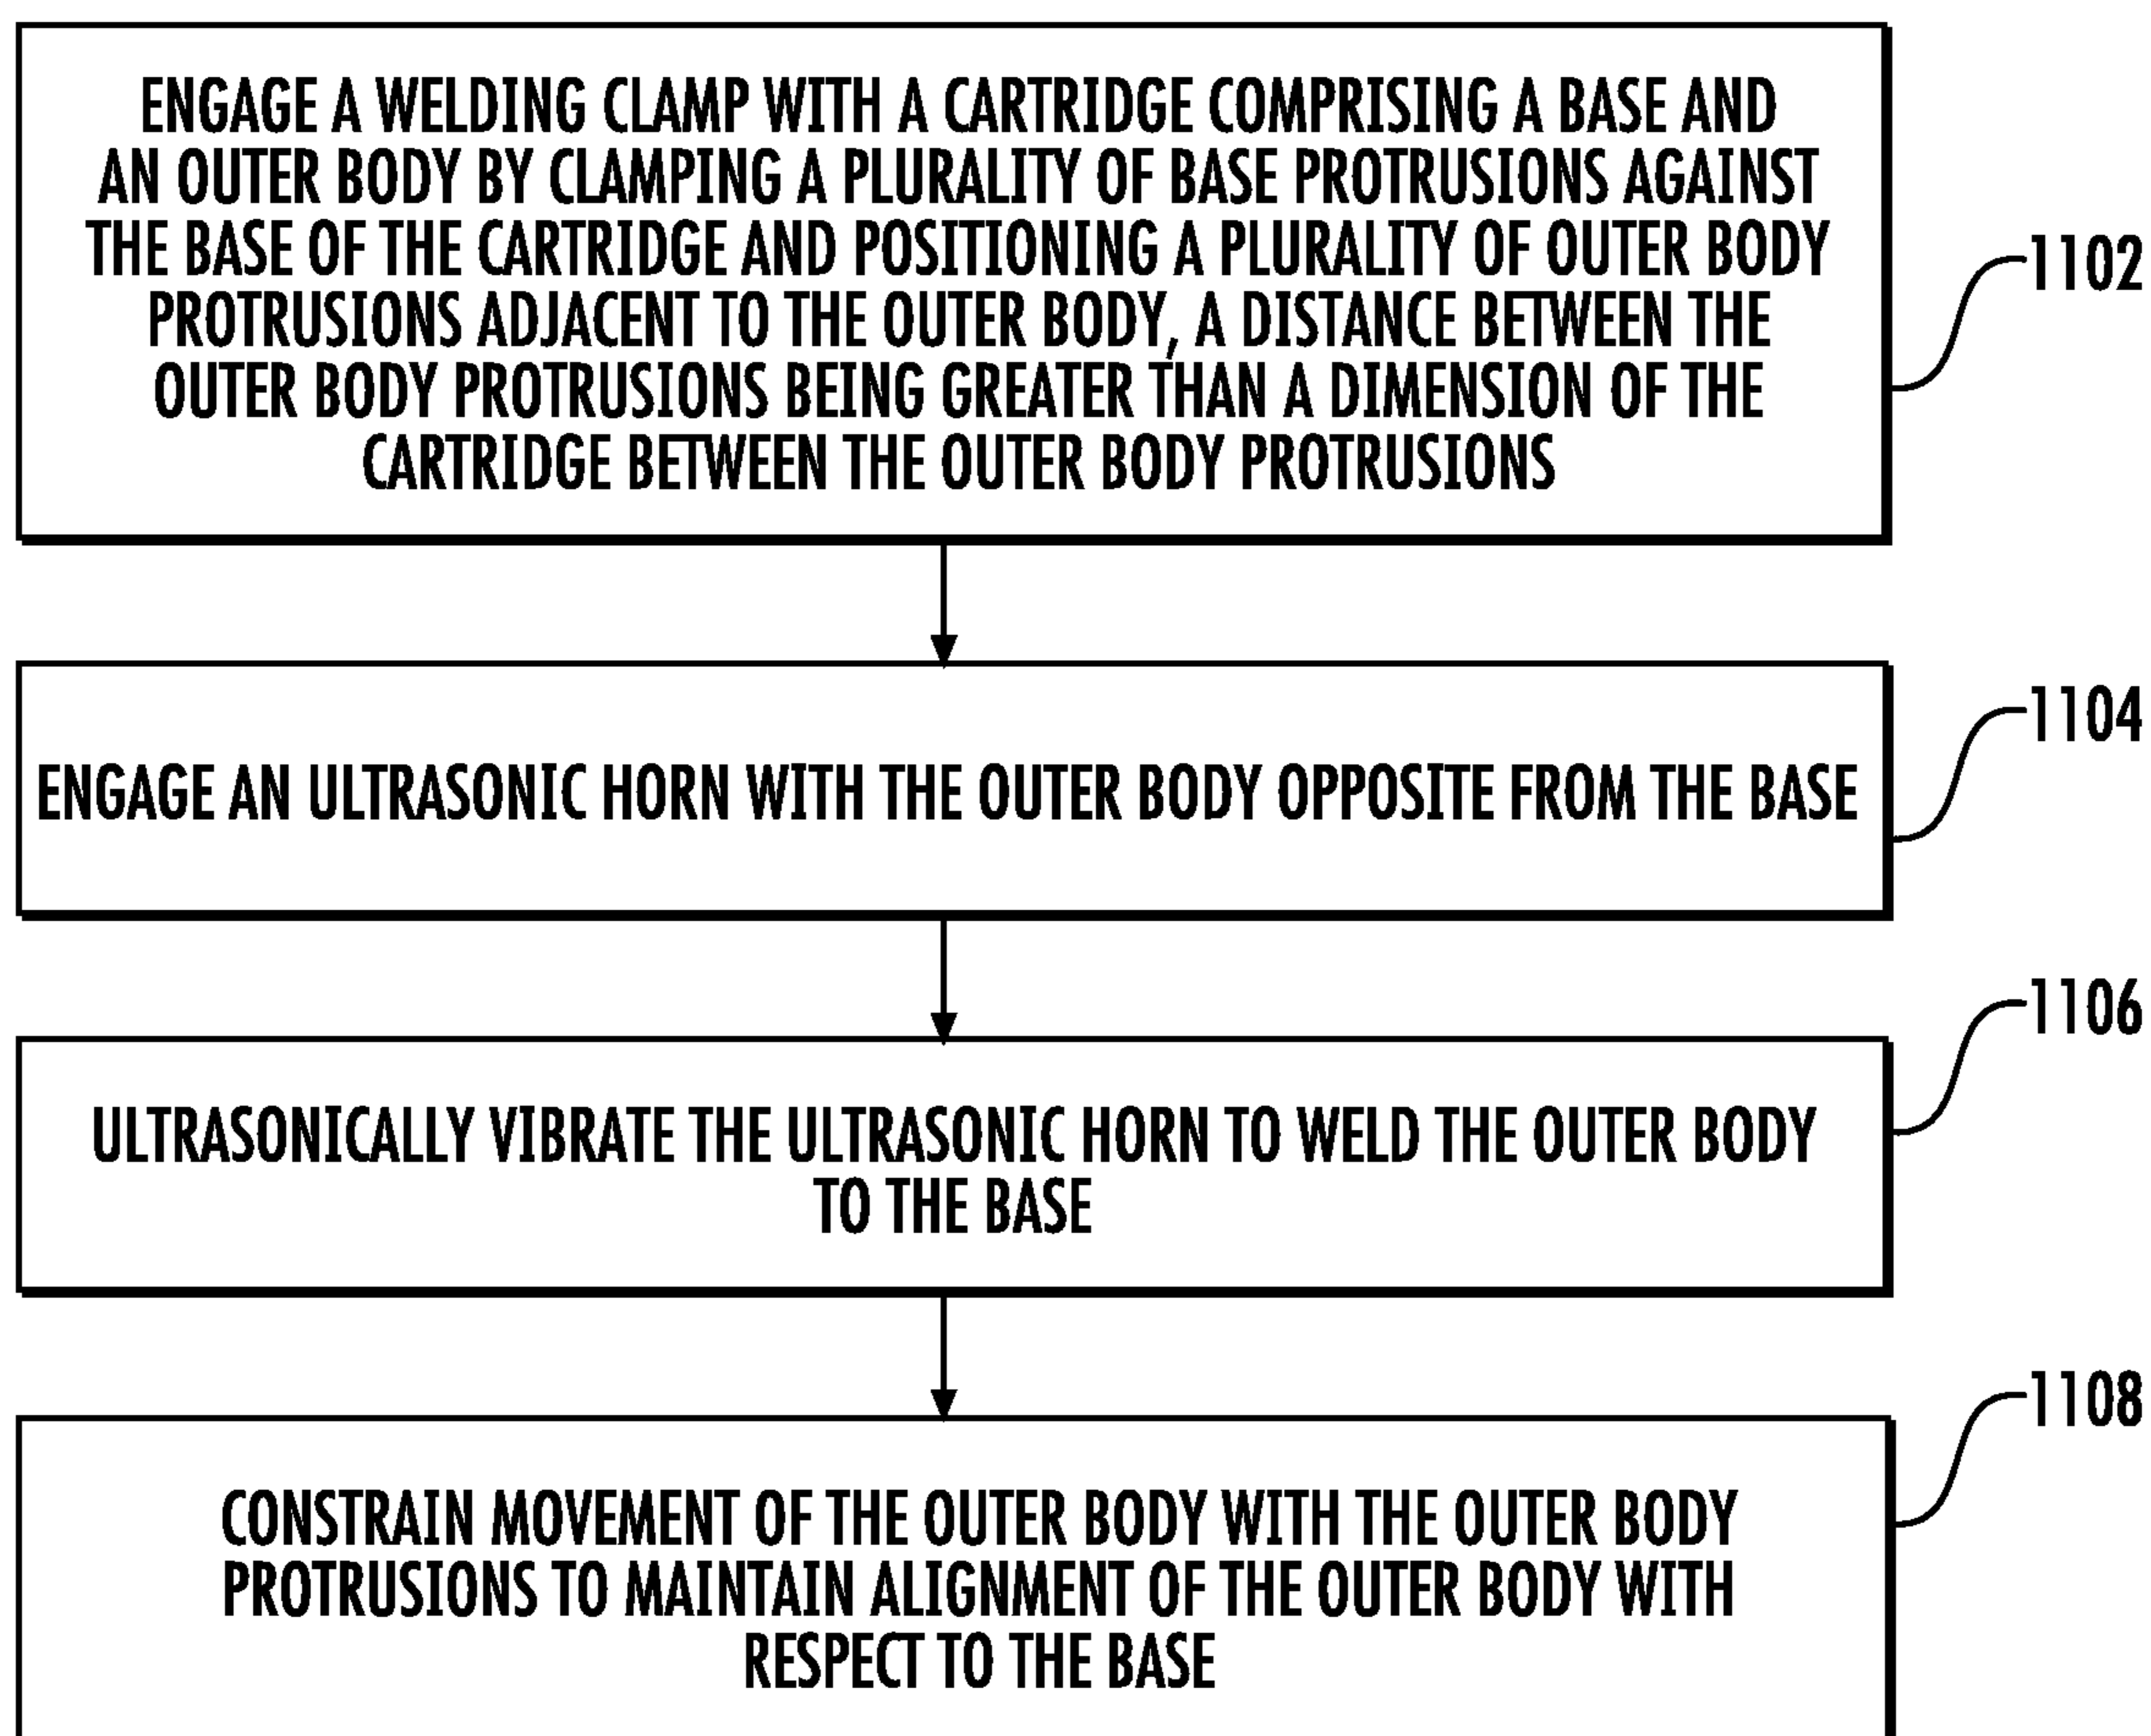 ENGAGE A WELDING CLAMP WITH A CARTRIDGE COMPRISING A BASE AND
AN OUTER BODY BY CLAMPING A PLURALITY OF BASE PROTRUSIONS AGAINST
THE BASE OF THE CARTRIDGE AND POSITIONING A PLURALITY OF OUTER BODY
PROTRUSIONS ADJACENT TO THE OUTER BODY, A DISTANCE BETWEEN THE
OUTER BODY PROTRUSIONS BEING GREATER THAN A DIMENSION OF THE
CARTRIDGE BETWEEN THE OUTER BODY PROTRUSIONS
1102
ENGAGE AN ULTRASONIC HORN WITH THE OUTER BODY OPPOSITE FROM THE BASE
1104
ULTRASONICALLY VIBRATE THE ULTRASONIC HORN TO WELD THE OUTER BODY
TO THE BASE
1106
CONSTRAIN MOVEMENT OF THE OUTER BODY WITH THE OUTER BODY
PROTRUSIONS TO MAINTAIN ALIGNMENT OF THE OUTER BODY WITH
RESPECT TO THE BASE
1108